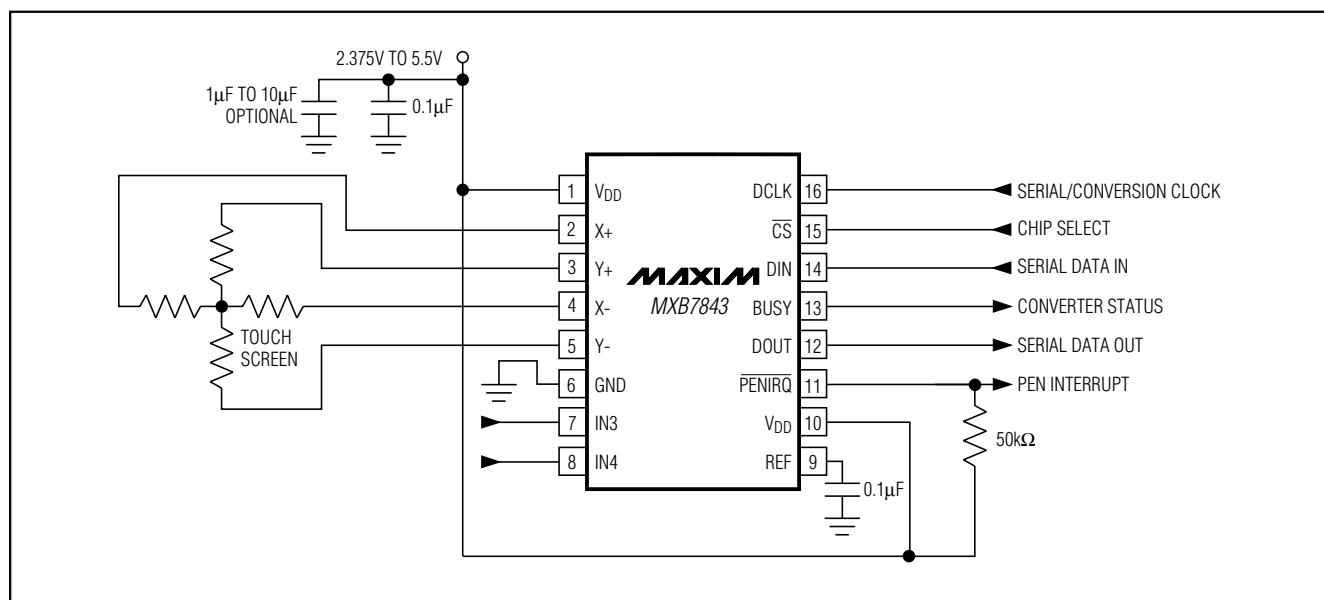 2.375V TO 5.5V
1µF TO 10µF
OPTIONAL
0.1µF
TOUCH
SCREEN
1 VDD
2 X+
3 Y+
4 X-
5 Y-
6 GND
7 IN3
8 IN4
MAXIM
MXB7843
DCLK 16 SERIAL/CONVERSION CLOCK
CS 15 CHIP SELECT
DIN 14 SERIAL DATA IN
BUSY 13 CONVERTER STATUS
DOUT 12 SERIAL DATA OUT
PENIRQ 11 PEN INTERRUPT
VDD 10
REF 9
50kΩ
0.1µF